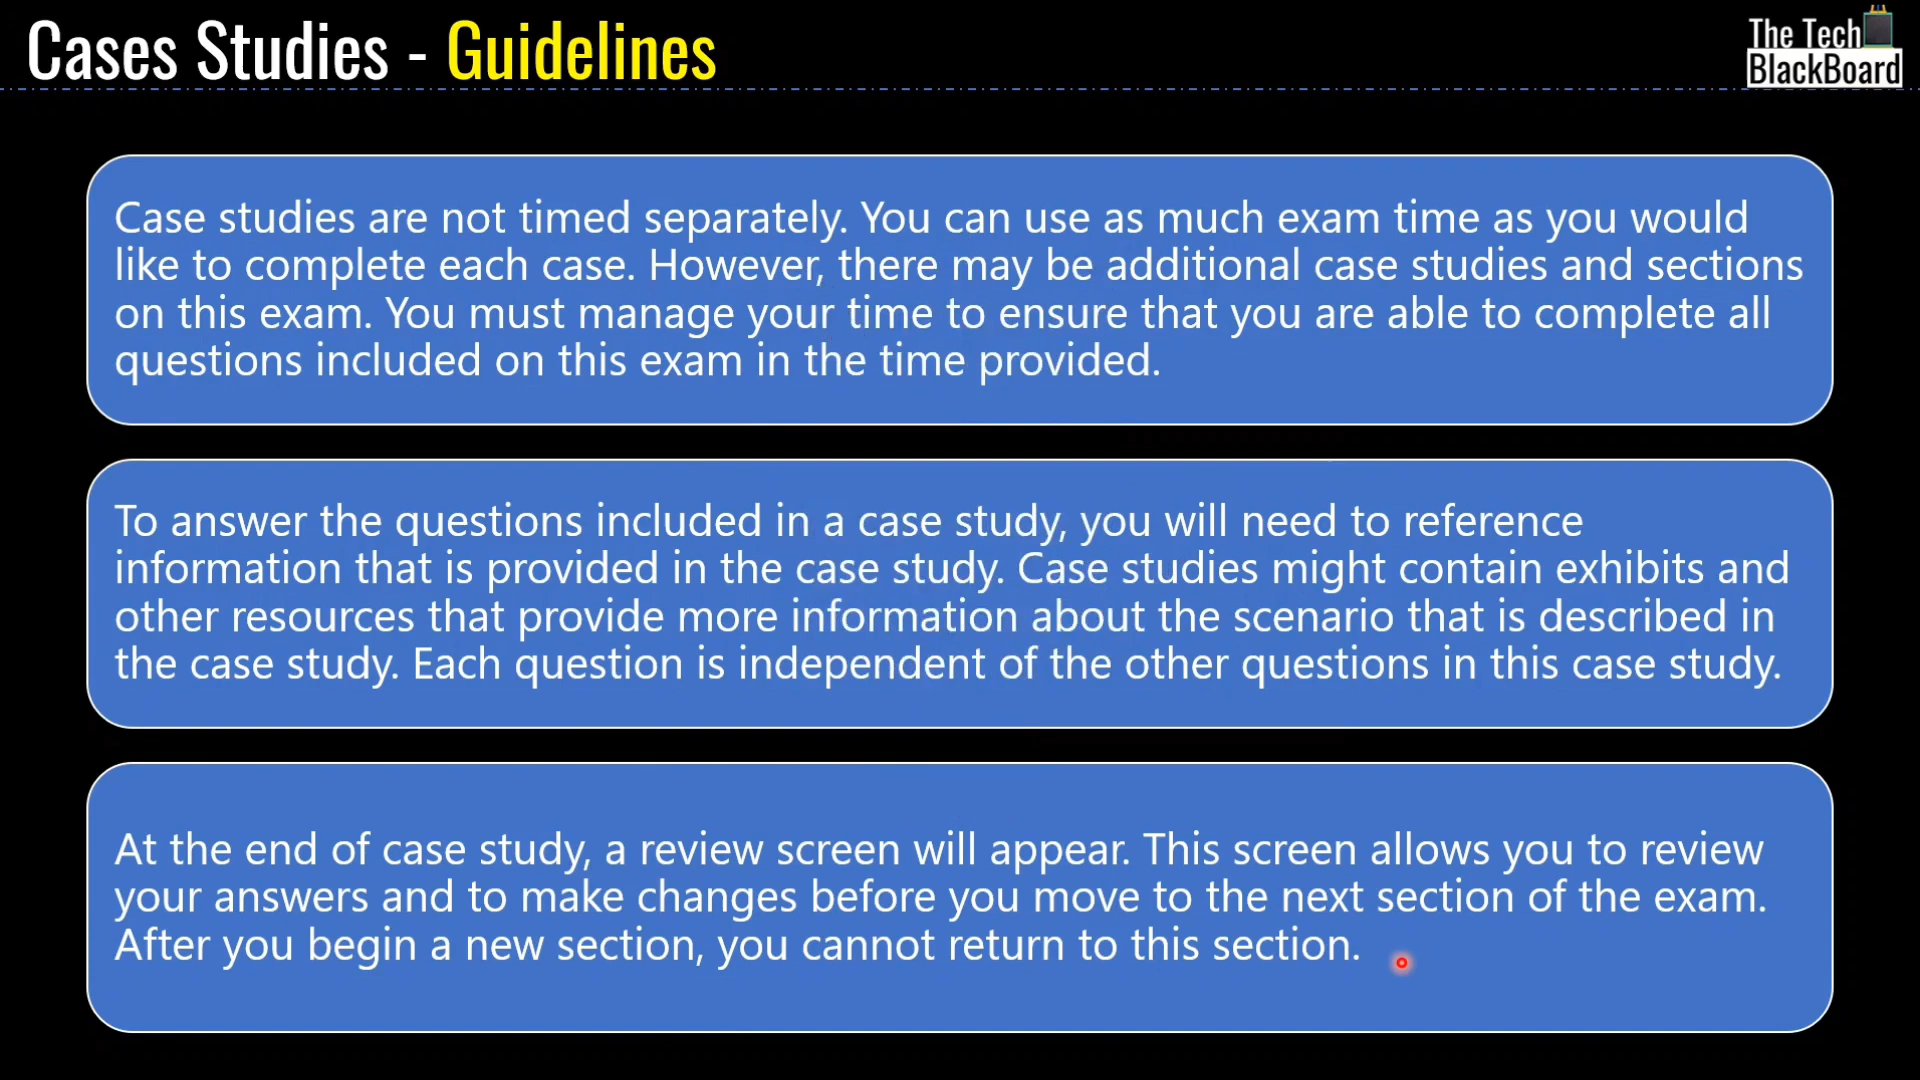 Cases Studies - Guidelines
The Tech
BlackBoard
Case studies are not timed separately. You can use as much exam time as you would
like to complete each case. However, there may be additional case studies and sections
on this exam. You must manage your time to ensure that you are able to complete all
questions included on this exam in the time provided.
To answer the questions included in a case study, you will need to reference
information that is provided in the case study. Case studies might contain exhibits and
other resources that provide more information about the scenario that is described in
the case study. Each question is independent of the other questions in this case study.
At the end of case study, a review screen will appear. This screen allows you to review
your answers and to make changes before you move to the next section of the exam.
After you begin a new section, you cannot return to this section.